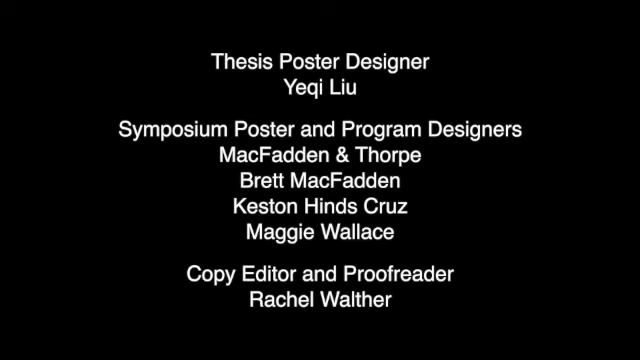 Thesis Poster Designer
Yeqi Liu
Symposium Poster and Program Designers
MacFadden & Thorpe
Brett MacFadden
Keston Hinds Cruz
Maggie Wallace
Copy Editor and Proofreader
Rachel Walther